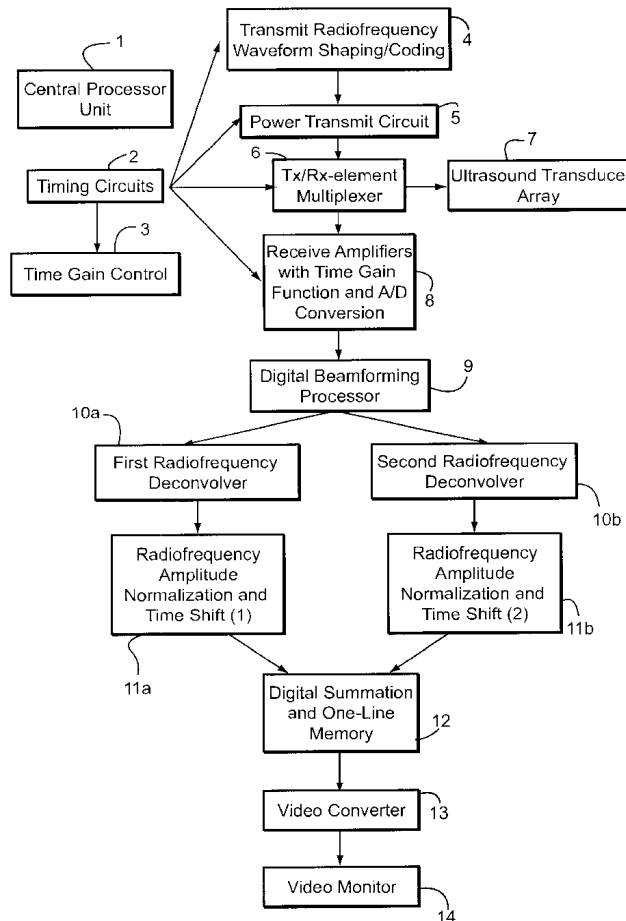 1
Central Processor
Unit
2
Timing Circuits
3
Time Gain Control
Transmit Radiofrequency
Waveform Shaping/Coding
4
Power Transmit Circuit
5
6
Tx/Rx-element
Multiplexer
7
Ultrasound Transduce
Array
Receive Amplifiers
with Time Gain
Function and A/D
Conversion
8
Digital Beamforming
Processor
9
10a
First Radiofrequency
Deconvolver
Second Radiofrequency
Deconvolver
10b
Radiofrequency
Amplitude
Normalization and
Time Shift (1)
11a
Radiofrequency
Amplitude
Normalization and
Time Shift (2)
11b
Digital Summation
and One-Line
Memory
12
Video Converter
13
Video Monitor
14